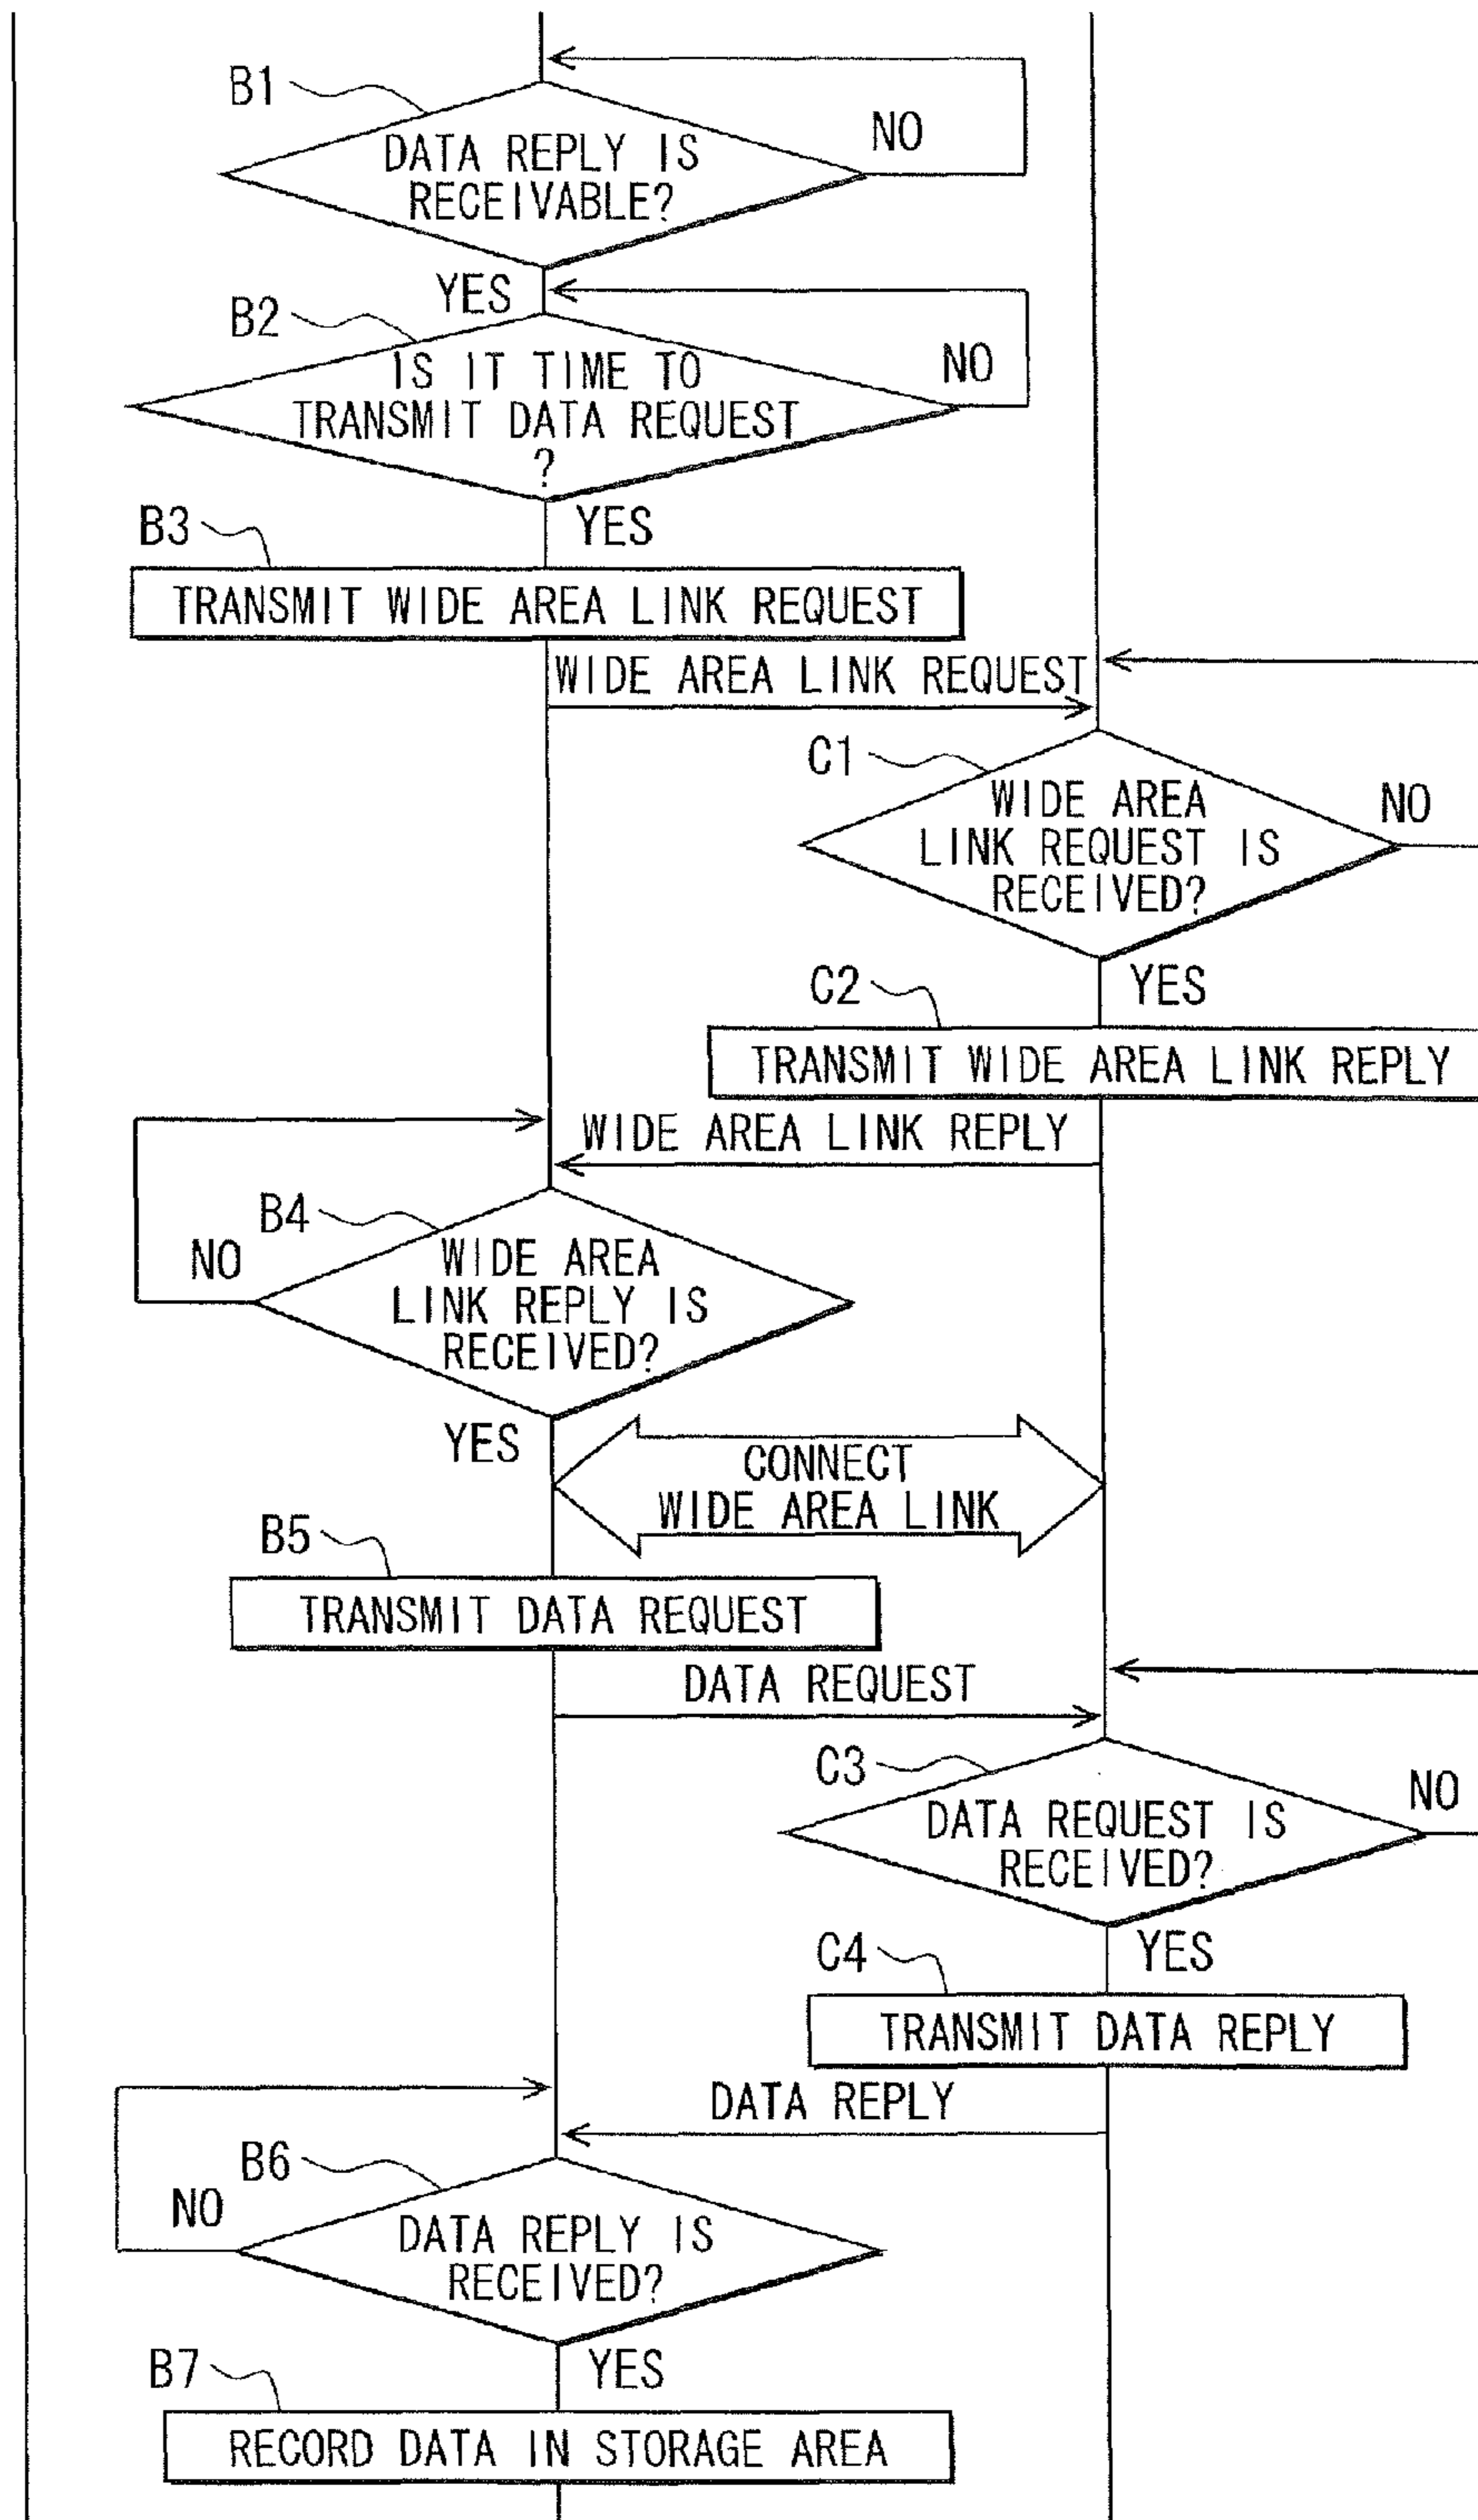 B1
DATA REPLY IS
RECEIVABLE?
NO
YES
B2
IS IT TIME TO
TRANSMIT DATA REQUEST
?
NO
YES
B3
TRANSMIT WIDE AREA LINK REQUEST
WIDE AREA LINK REQUEST
C1
WIDE AREA
LINK REQUEST IS
RECEIVED?
NO
C2
YES
TRANSMIT WIDE AREA LINK REPLY
WIDE AREA LINK REPLY
B4
NO
WIDE AREA
LINK REPLY IS
RECEIVED?
YES
CONNECT
WIDE AREA LINK
B5
TRANSMIT DATA REQUEST
DATA REQUEST
C3
NO
DATA REQUEST IS
RECEIVED?
C4
YES
TRANSMIT DATA REPLY
DATA REPLY
B6
NO
DATA REPLY IS
RECEIVED?
B7
YES
RECORD DATA IN STORAGE AREA